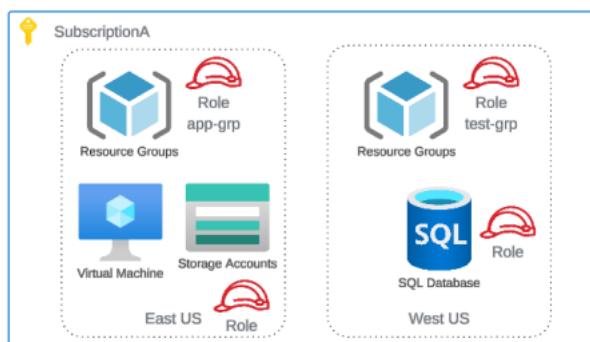 SubscriptionA
Role
app-grp
Resource Groups
Virtual Machine
Storage Accounts
East US
Role
Role
test-grp
Resource Groups
SQL
Role
SQL Database
West US